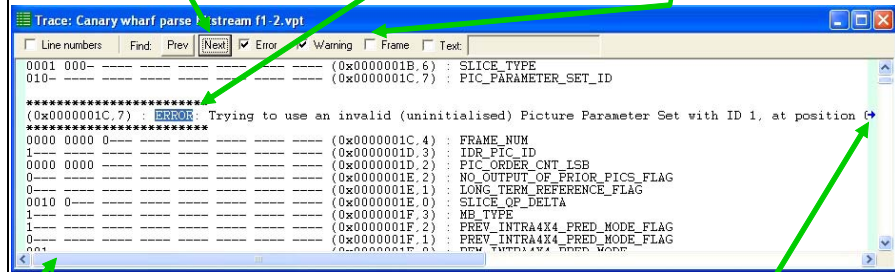 Trace: Canary wharf parse bitstream f1-2.vpt
Line numbers Find: Prev Next Error Warning Frame Text:
0001 000- ---- ---- ---- ---- ---- ---- (0x0000001B,6) : SLICE_TYPE
010- ---- ---- ---- ---- ---- ---- ---- (0x0000001C,7) : PIC_PARAMETER_SET_ID
************************
(0x0000001C,7) : ERROR: Trying to use an invalid (uninitialised) Picture Parameter Set with ID 1, at position
************************
0000 0000 0--- ---- ---- ---- ---- ---- (0x0000001C,4) : FRAME_NUM
1--- ---- ---- ---- ---- ---- ---- ---- (0x0000001D,3) : IDR_PIC_ID
0000 0000 ---- ---- ---- ---- ---- ---- (0x0000001D,2) : PIC_ORDER_CNT_LSB
0--- ---- ---- ---- ---- ---- ---- ---- (0x0000001E,2) : NO_OUTPUT_OF_PRIOR_PICS_FLAG
0--- ---- ---- ---- ---- ---- ---- ---- (0x0000001E,1) : LONG_TERM_REFERENCE_FLAG
0010 0--- ---- ---- ---- ---- ---- ---- (0x0000001E,0) : SLICE_QP_DELTA
1--- ---- ---- ---- ---- ---- ---- ---- (0x0000001F,3) : MB_TYPE
1--- ---- ---- ---- ---- ---- ---- ---- (0x0000001F,2) : PREV_INTRA4X4_PRED_MODE_FLAG
0--- ---- ---- ---- ---- ---- ---- ---- (0x0000001F,1) : PREV_INTRA4X4_PRED_MODE_FLAG
001- ---- ---- ---- ---- ---- ---- ---- (0x0000001F,0) : REM_INTRA4X4_PRED_MODE